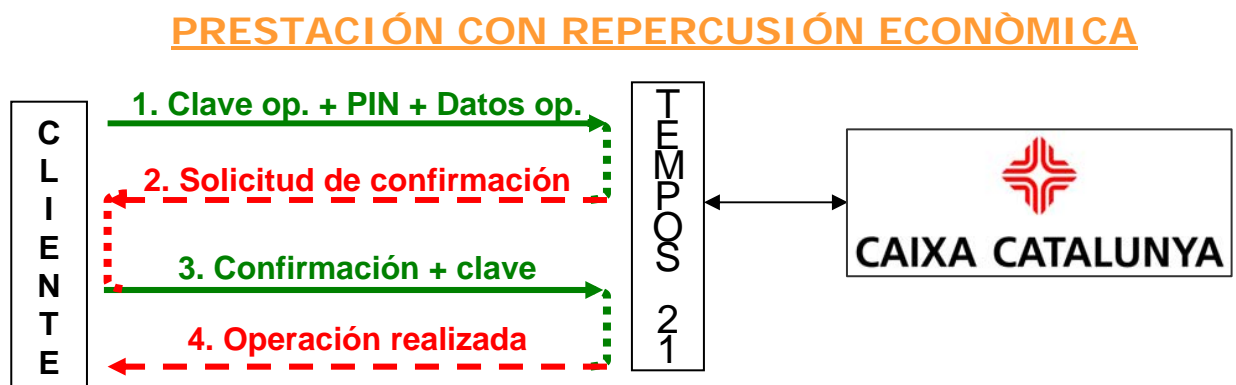 PRESTACIÓN CON REPERCUSIÓN ECONÒMICA
CLIENTE
1. Clave op. + PIN + Datos op.
2. Solicitud de confirmación
3. Confirmación + clave
4. Operación realizada
TEMPOS 21
CAIXA CATALUNYA